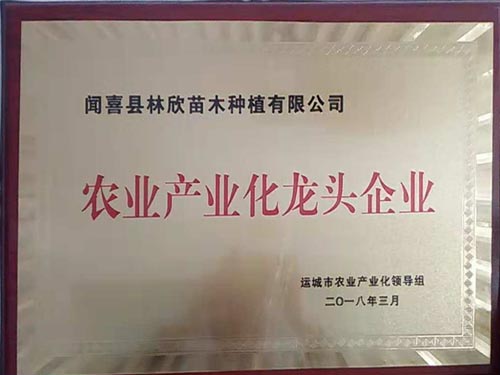 闻喜县林欣苗木种植有限公司
农业产业化龙头企业
运城市农业产业化领导组
二〇一八年三月